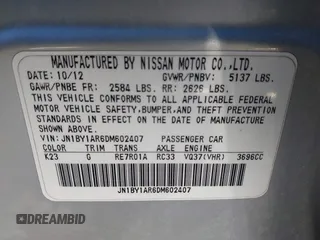 MANUFACTURED BY NISSAN MOTOR CO.,LTD.
DATE: 10/12 GVWR/PNBV: 5137 LBS.
GAWR/PNBE FR: 2584 LBS. RR: 2626 LBS.
THIS VEHICLE CONFORMS TO ALL APPLICABLE FEDERAL
MOTOR VEHICLE SAFETY,BUMPER,AND THEFT PREVENTION
STANDARDS IN EFFECT ON THE DATE OF MANUFACTURE
SHOWN ABOVE.
VIN: JN1BY1AR6DM602407 PASSENGER CAR
COLOR TRIM TRANS AXLE ENGINE
K23 G RE7R01A RC33 VQ37(VHR) 3696CC
JN1BY1AR6DM602407
DREAMBID